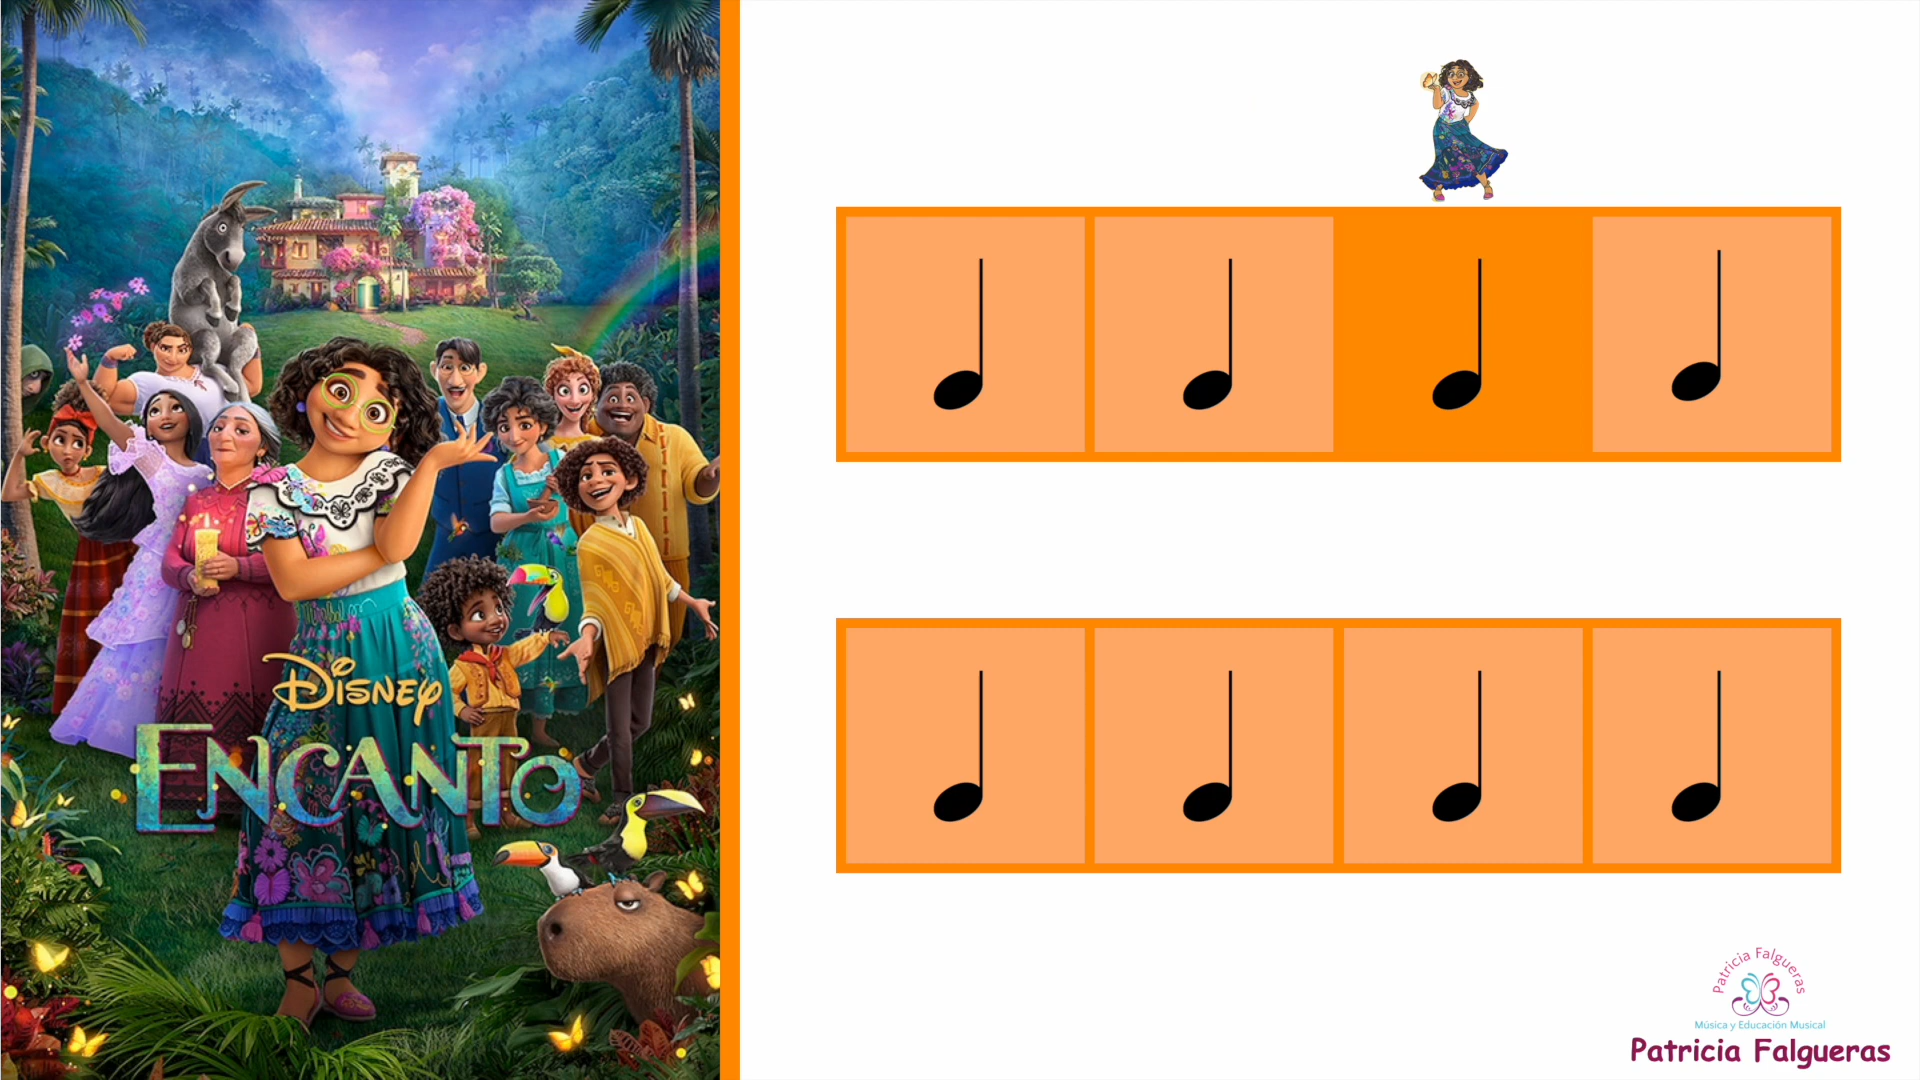 Disney
ENCANTO
Patricia Falgueras
Música y Educación Musical
Patricia Falgueras